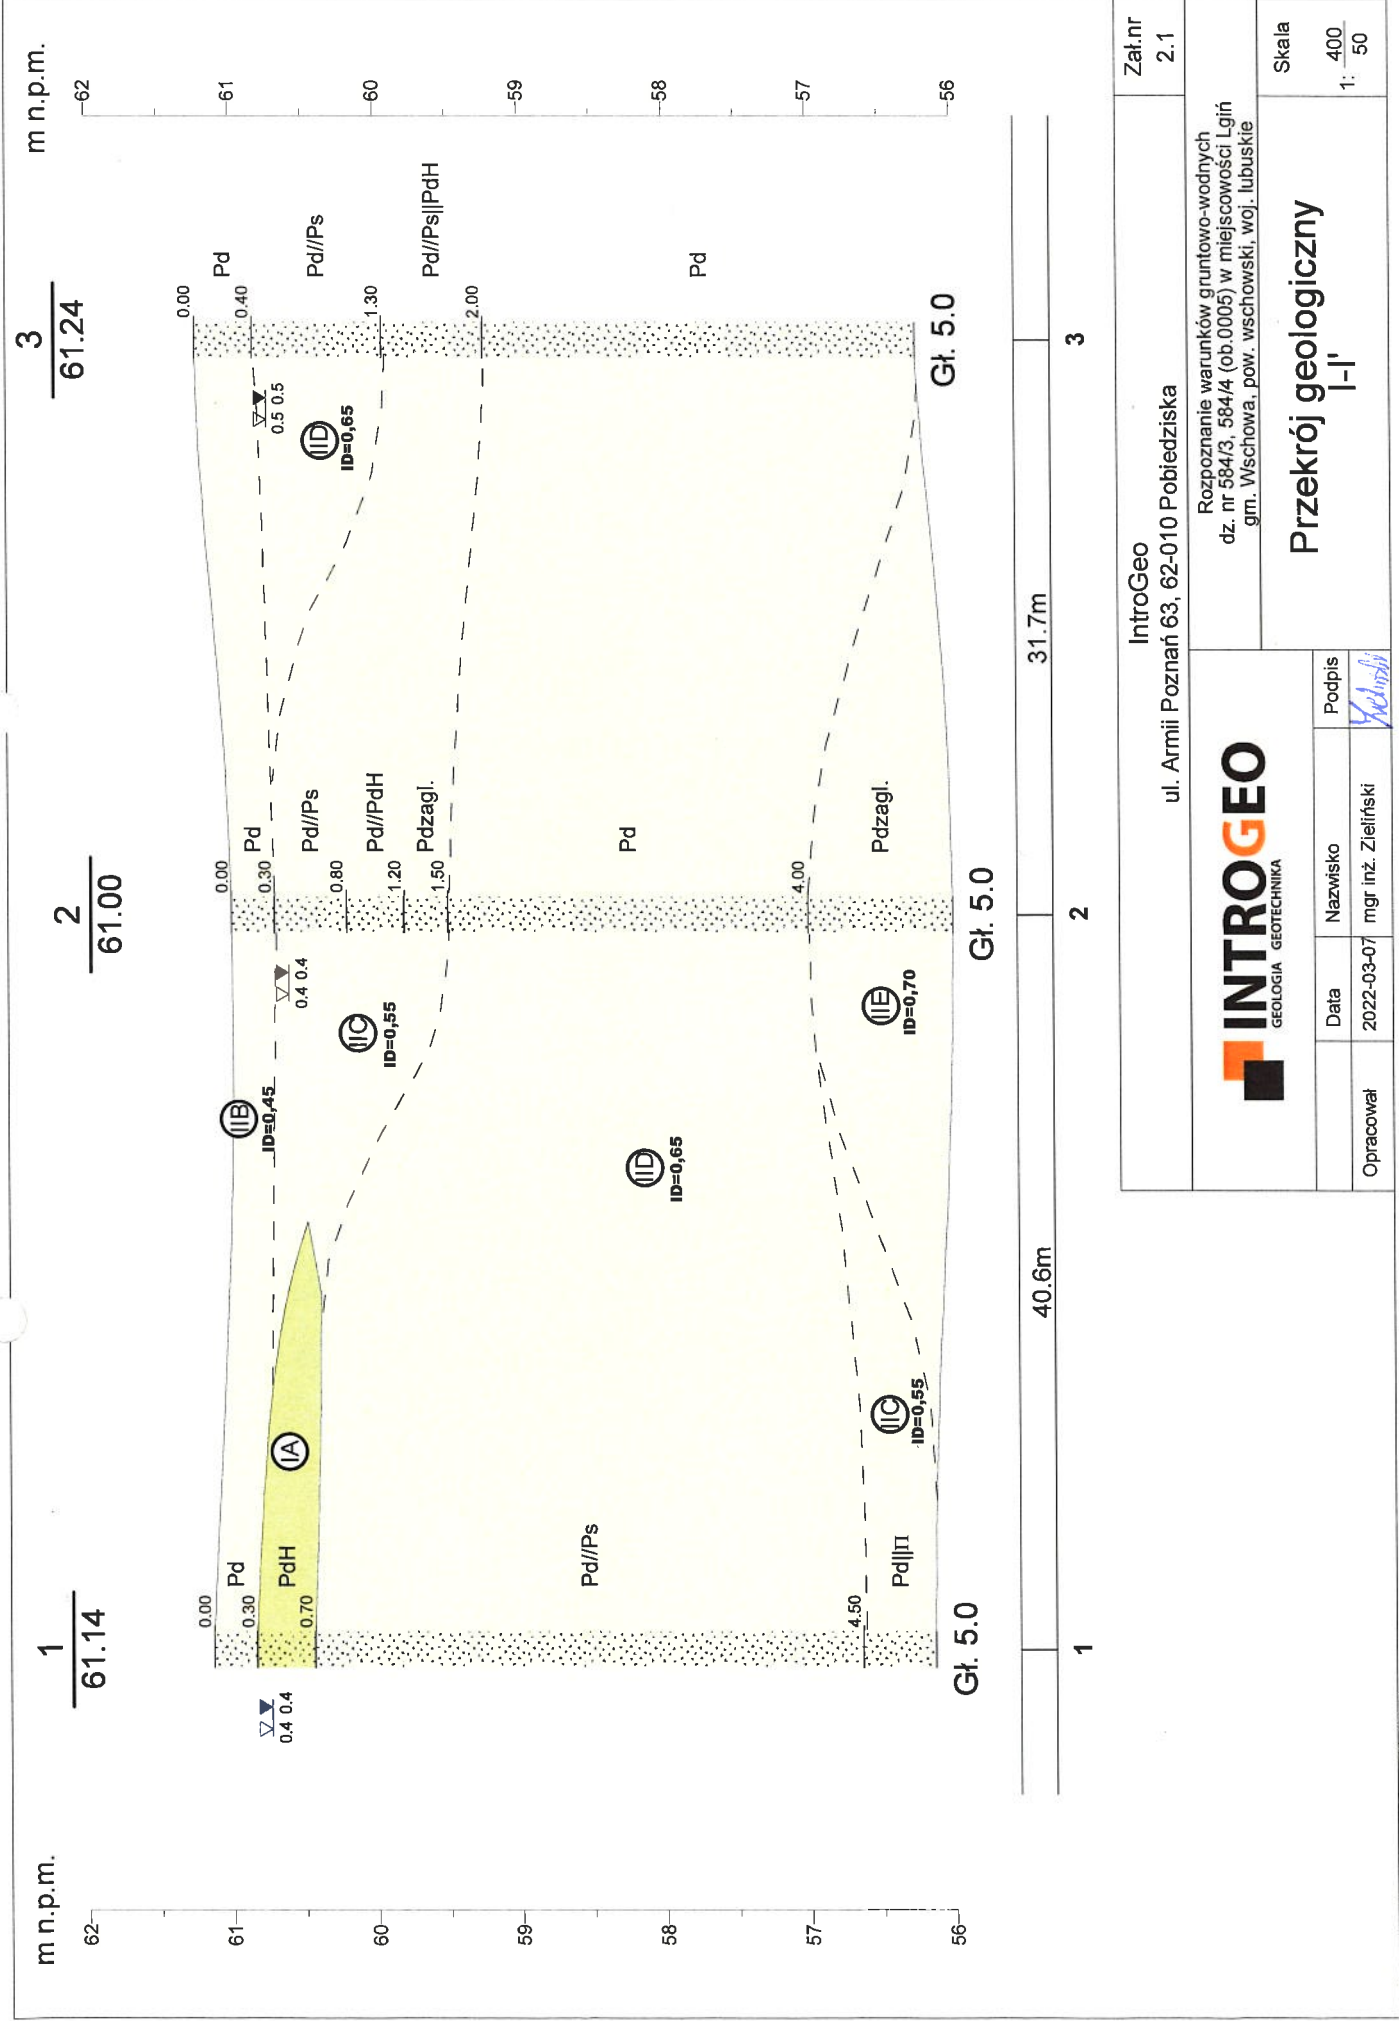 m n.p.m.
m n.p.m.
1
61.14
2
61.00
3
61.24
62
61
60
59
58
57
56
62
61
60
59
58
57
56
0.4 0.4
0.00
0.30
0.70
4.50
Pd
PdH
Pd//Ps
Pd||Π
Gł. 5.0
IA
IIB
ID=0,45
IIC
ID=0,55
IID
ID=0,65
IIC
ID=0,55
IIE
ID=0,70
0.4 0.4
0.00
0.30
0.80
1.20
1.50
4.00
Pd
Pd//Ps
Pd//PdH
Pdzagl.
Pd
Pdzagl.
Gł. 5.0
IID
ID=0,65
0.5 0.5
0.00
0.40
1.30
2.00
Pd
Pd//Ps
Pd//Ps||PdH
Pd
Gł. 5.0
40.6m
31.7m
1
2
3
IntroGeo
ul. Armii Poznań 63, 62-010 Pobiedziska
Zał.nr
2.1
INTROGEO
GEOLOGIA GEOTECHNIKA
Rozpoznanie warunków gruntowo-wodnych
dz. nr 584/3, 584/4 (ob.0005) w miejscowości Lgiń
gm. Wschowa, pow. wschowski, woj. lubuskie
Data
Nazwisko
Podpis
Opracował
2022-03-07
mgr inż. Zieliński
Przekrój geologiczny
I-I'
Skala
1: 400
50